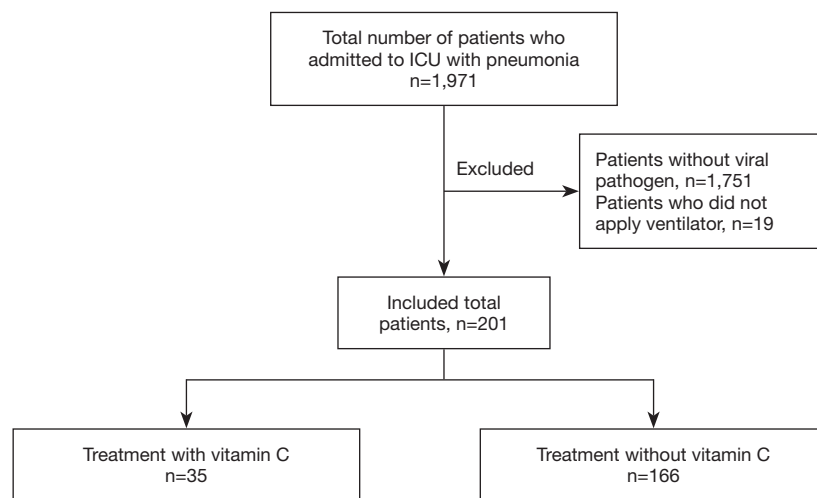 Total number of patients who
admitted to ICU with pneumonia
n=1,971
Excluded
Patients without viral
pathogen, n=1,751
Patients who did not
apply ventilator, n=19
Included total
patients, n=201
Treatment with vitamin C
n=35
Treatment without vitamin C
n=166